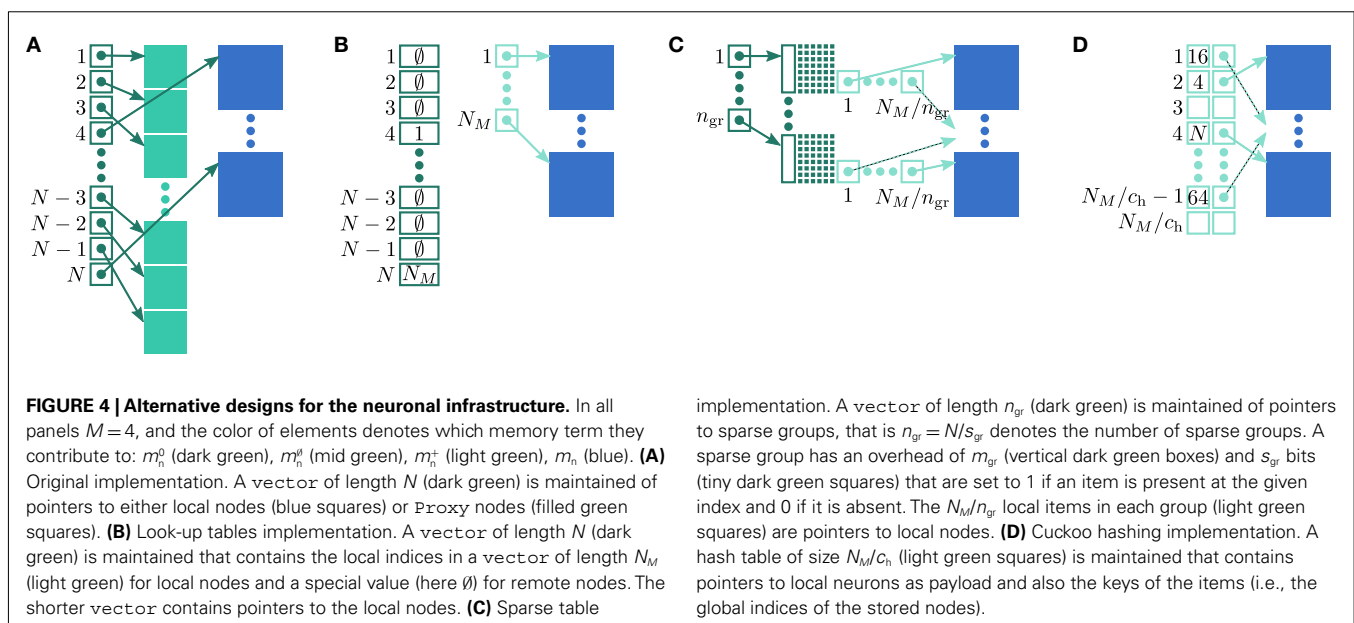 A
1
2
3
4
N − 3
N − 2
N − 1
N
B
1 ∅
2 ∅
3 ∅
4 1
N − 3 ∅
N − 2 ∅
N − 1 ∅
N N_M
1
N_M
C
1
n_gr
1 N_M/n_gr
1 N_M/n_gr
D
1 16
2 4
3
4 N
N_M/c_h − 1 64
N_M/c_h
FIGURE 4 | Alternative designs for the neuronal infrastructure. In all
panels M = 4, and the color of elements denotes which memory term they
contribute to: m_n^0 (dark green), m_n^∅ (mid green), m_n^+ (light green), m_n (blue). (A)
Original implementation. A vector of length N (dark green) is maintained of
pointers to either local nodes (blue squares) or Proxy nodes (filled green
squares). (B) Look-up tables implementation. A vector of length N (dark
green) is maintained that contains the local indices in a vector of length N_M
(light green) for local nodes and a special value (here ∅) for remote nodes. The
shorter vector contains pointers to the local nodes. (C) Sparse table
implementation. A vector of length n_gr (dark green) is maintained of pointers
to sparse groups, that is n_gr = N/s_gr denotes the number of sparse groups. A
sparse group has an overhead of m_gr (vertical dark green boxes) and s_gr bits
(tiny dark green squares) that are set to 1 if an item is present at the given
index and 0 if it is absent. The N_M/n_gr local items in each group (light green
squares) are pointers to local nodes. (D) Cuckoo hashing implementation. A
hash table of size N_M/c_h (light green squares) is maintained that contains
pointers to local neurons as payload and also the keys of the items (i.e., the
global indices of the stored nodes).